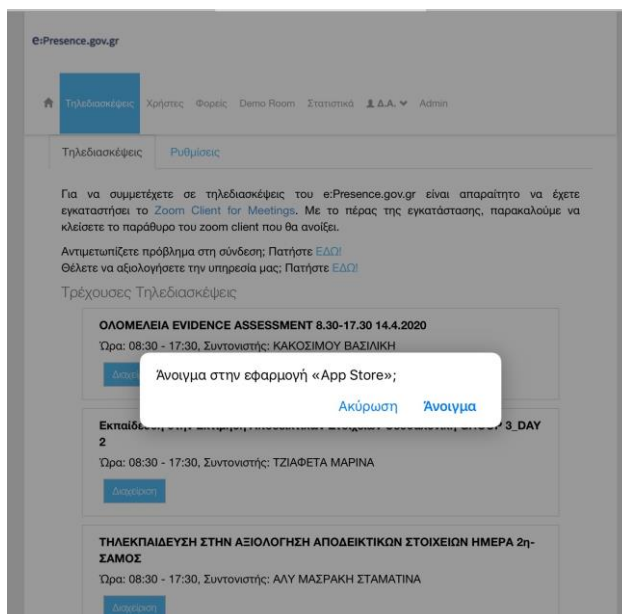 e:Presence.gov.gr
Τηλεδιασκέψεις Χρήστες Φορείς Demo Room Στατιστικά Δ.Α. Admin
Τηλεδιασκέψεις Ρυθμίσεις
Για να συμμετέχετε σε τηλεδιασκέψεις του e:Presence.gov.gr είναι απαραίτητο να έχετε
εγκαταστήσει το Zoom Client for Meetings. Με το πέρας της εγκατάστασης, παρακαλούμε να
κλείσετε το παράθυρο του zoom client που θα ανοίξει.
Αντιμετωπίζετε πρόβλημα στη σύνδεση; Πατήστε ΕΔΩ!
Θέλετε να αξιολογήσετε την υπηρεσία μας; Πατήστε ΕΔΩ!
Τρέχουσες Τηλεδιασκέψεις
ΟΛΟΜΕΛΕΙΑ EVIDENCE ASSESSMENT 8.30-17.30 14.4.2020
Ώρα: 08:30 - 17:30, Συντονιστής: ΚΑΚΟΣΙΜΟΥ ΒΑΣΙΛΙΚΗ
Άνοιγμα στην εφαρμογή «App Store»;
Ακύρωση Άνοιγμα
3_DAY
2
Ώρα: 08:30 - 17:30, Συντονιστής: ΤΖΙΑΦΕΤΑ ΜΑΡΙΝΑ
Διαχείριση
ΤΗΛΕΚΠΑΙΔΕΥΣΗ ΣΤΗΝ ΑΞΙΟΛΟΓΗΣΗ ΑΠΟΔΕΙΚΤΙΚΩΝ ΣΤΟΙΧΕΙΩΝ ΗΜΕΡΑ 2η-
ΣΑΜΟΣ
Ώρα: 08:30 - 17:30, Συντονιστής: ΑΛΥ ΜΑΣΡΑΚΗ ΣΤΑΜΑΤΙΝΑ
Διαχείριση